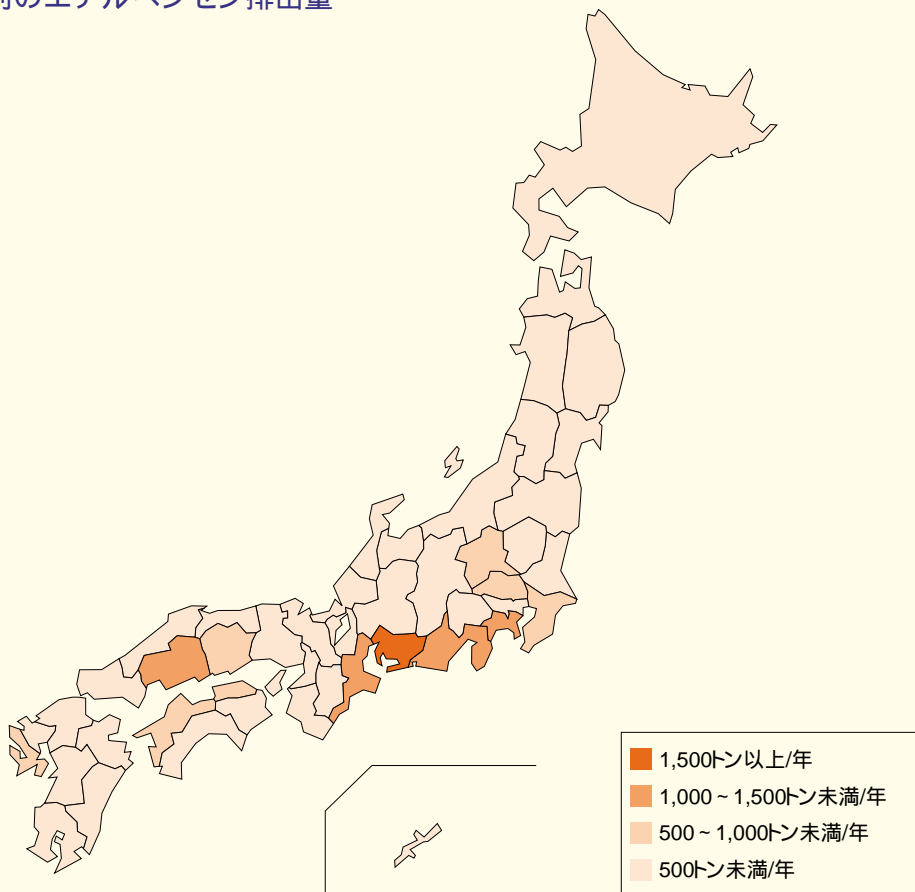 のエチルベンゼン排出量
1,500トン以上/年
1,000 ~ 1,500トン未満/年
500 ~ 1,000トン未満/年
500トン未満/年